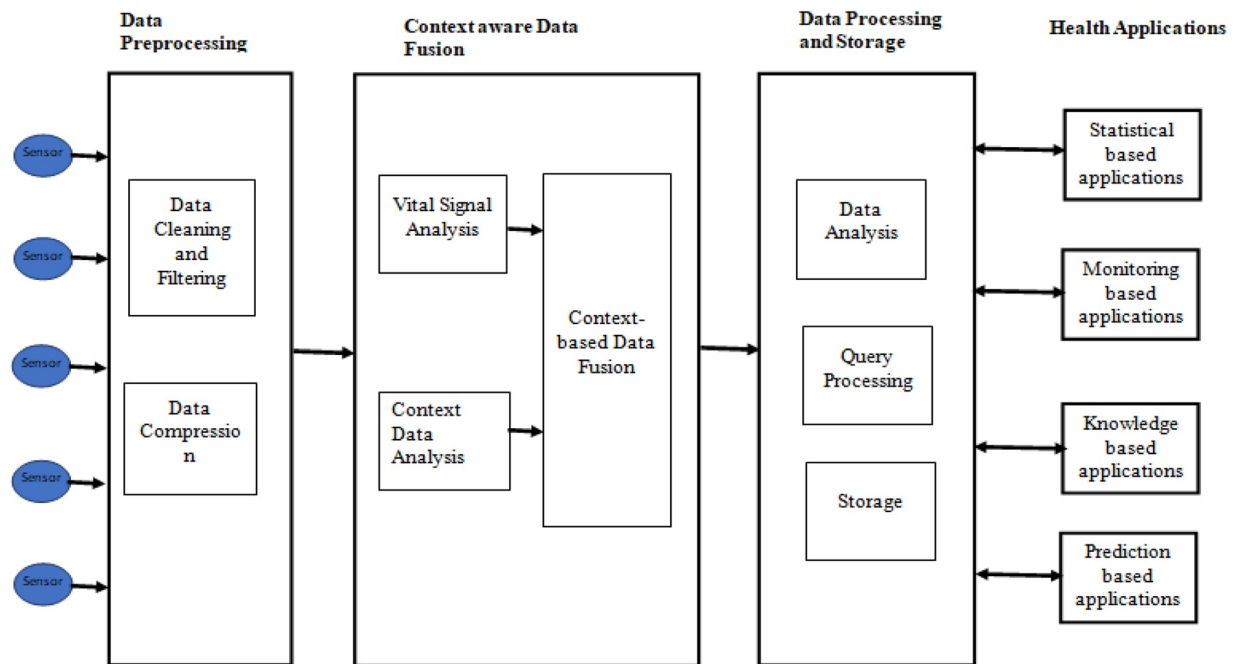 Data
Preprocessing
Context aware Data
Fusion
Data Processing
and Storage
Health Applications
Sensor
Sensor
Sensor
Sensor
Sensor
Data
Cleaning
and
Filtering
Data
Compressio
n
Vital Signal
Analysis
Context
Data
Analysis
Context-
based Data
Fusion
Data
Analysis
Query
Processing
Storage
Statistical
based
applications
Monitoring
based
applications
Knowledge
based
applications
Prediction
based
applications